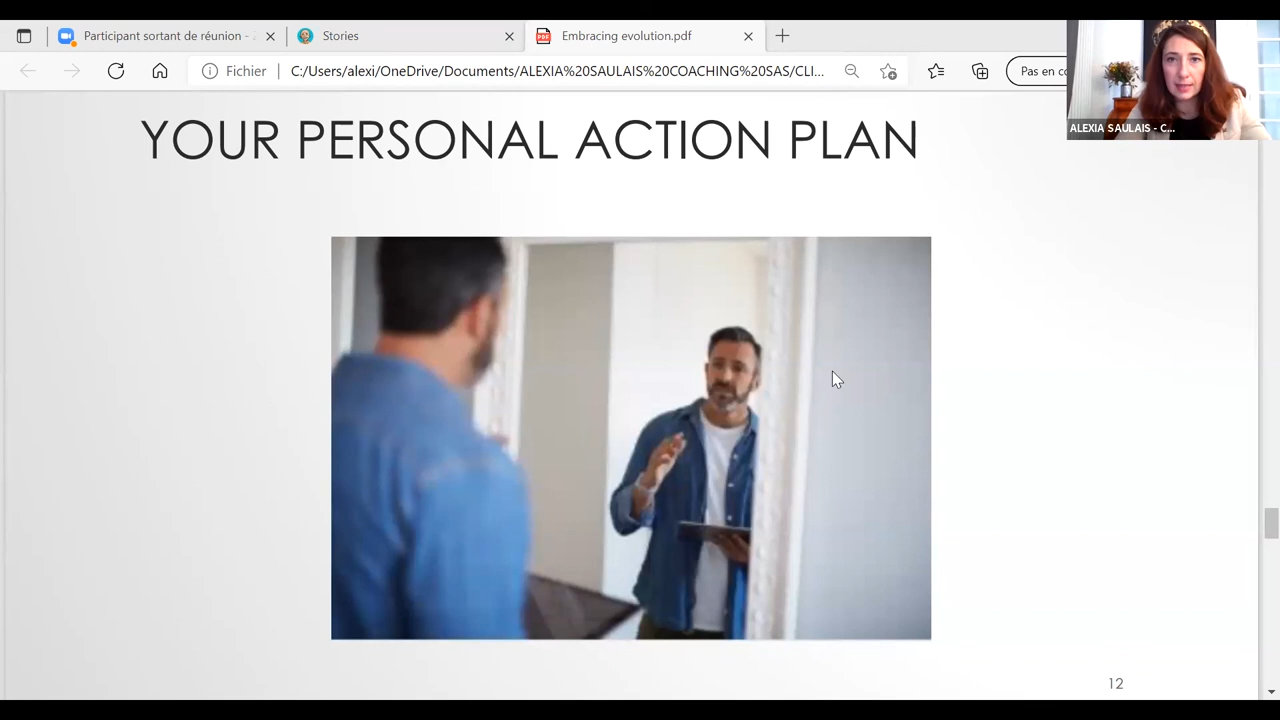 Participant sortant de réunion -
Stories
Embracing evolution.pdf
Fichier
C:/Users/alexi/OneDrive/Documents/ALEXIA%20SAULAIS%20COACHING%20SAS/CLI...
Pas en co
ALEXIA SAULAIS - C...
YOUR PERSONAL ACTION PLAN
12